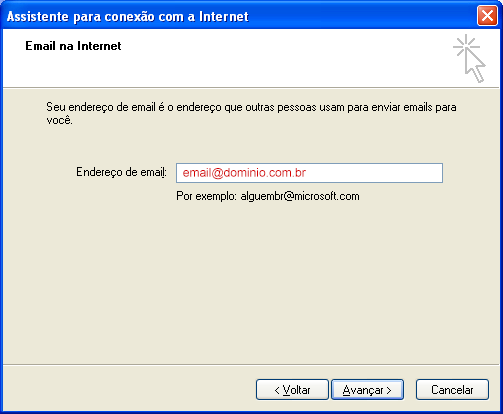 Assistente para conexão com a Internet
Email na Internet
Seu endereço de email é o endereço que outras pessoas usam para enviar emails para
você.
Endereço de email: email@dominio.com.br
Por exemplo: alguembr@microsoft.com
< Voltar Avançar > Cancelar